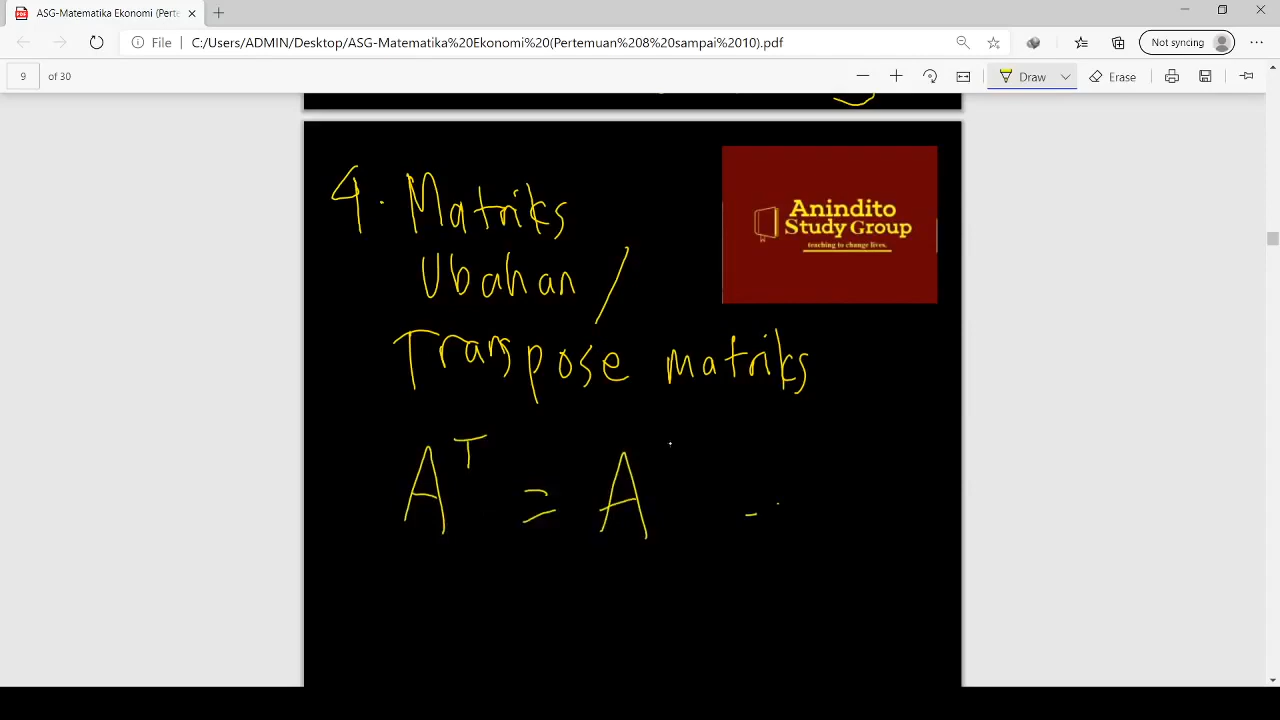 ASG-Matematika Ekonomi (Perte
File
C:/Users/ADMIN/Desktop/ASG-Matematika%20Ekonomi%20(Pertemuan%208%20sampai%2010).pdf
Not syncing
9 of 30
Draw
Erase
4. Matriks
Ubahan /
Transpose matriks
Anindito
Study Group
teaching to change lives.
A^T = A